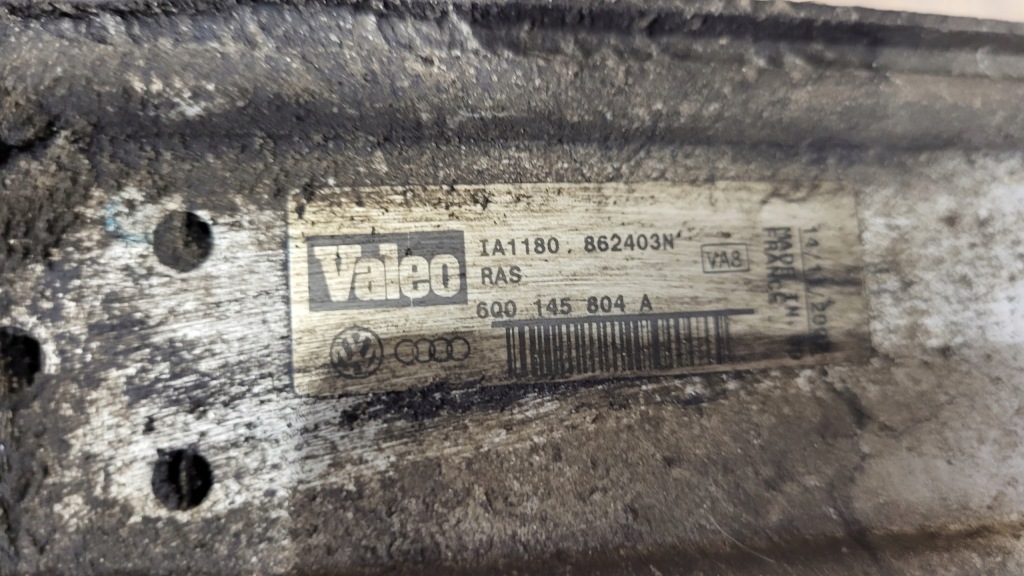 Valeo
IA1180 . 862403N
RAS
6Q0 145 804 A
VA8
MADE IN
FRANCE